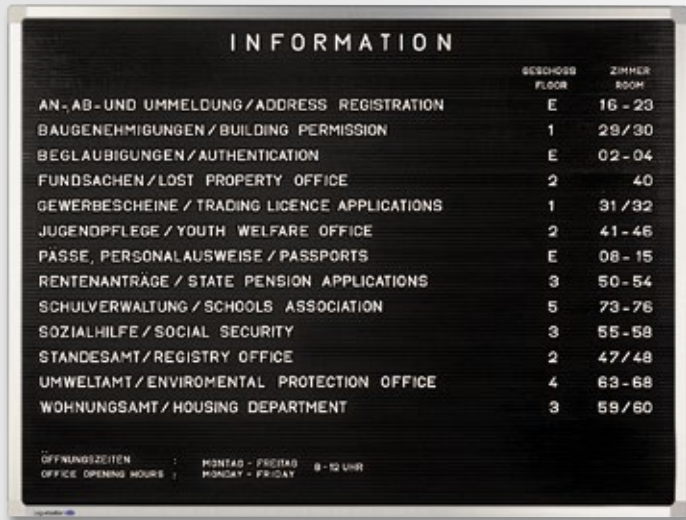 INFORMATION
GESCHOSS ZIMMER
FLOOR ROOM
AN-,AB-UND UMMELDUNG/ADDRESS REGISTRATION E 16-23
BAUGENEHMIGUNGEN/BUILDING PERMISSION 1 29/30
BEGLAUBIGUNGEN/AUTHENTICATION E 02-04
FUNDSACHEN/LOST PROPERTY OFFICE 2 40
GEWERBESCHEINE/TRADING LICENCE APPLICATIONS 1 31/32
JUGENDPFLEGE/YOUTH WELFARE OFFICE 2 41-46
PÄSSE, PERSONALAUSWEISE/PASSPORTS E 08-15
RENTENANTRÄGE/STATE PENSION APPLICATIONS 3 50-54
SCHULVERWALTUNG/SCHOOLS ASSOCIATION 5 73-76
SOZIALHILFE/SOCIAL SECURITY 3 55-58
STANDESAMT/REGISTRY OFFICE 2 47/48
UMWELTAMT/ENVIROMENTAL PROTECTION OFFICE 4 63-68
WOHNUNGSAMT/HOUSING DEPARTMENT 3 59/60
ÖFFNUNGSZEITEN : MONTAG - FREITAG 8-12 UHR
OFFICE OPENING HOURS : MONDAY - FRIDAY